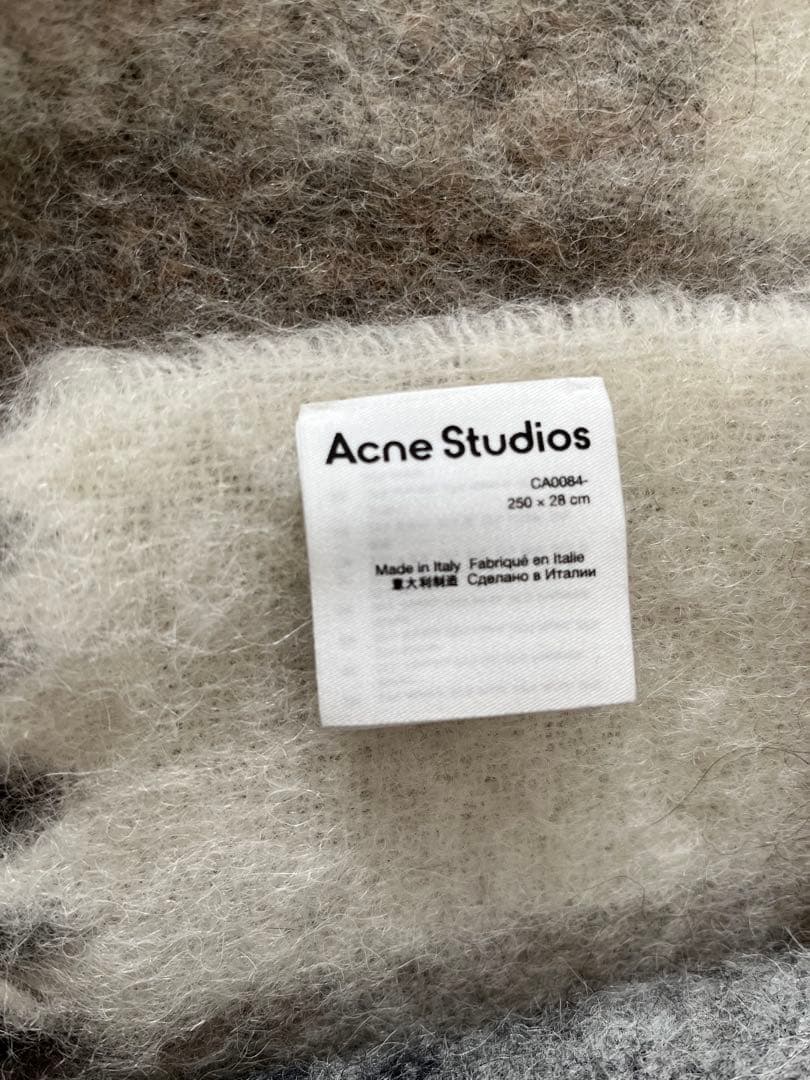 Acne Studios
CA0084-
250 × 28 cm
Made in Italy Fabriqué en Italie
意大利制造 Сделано в Италии